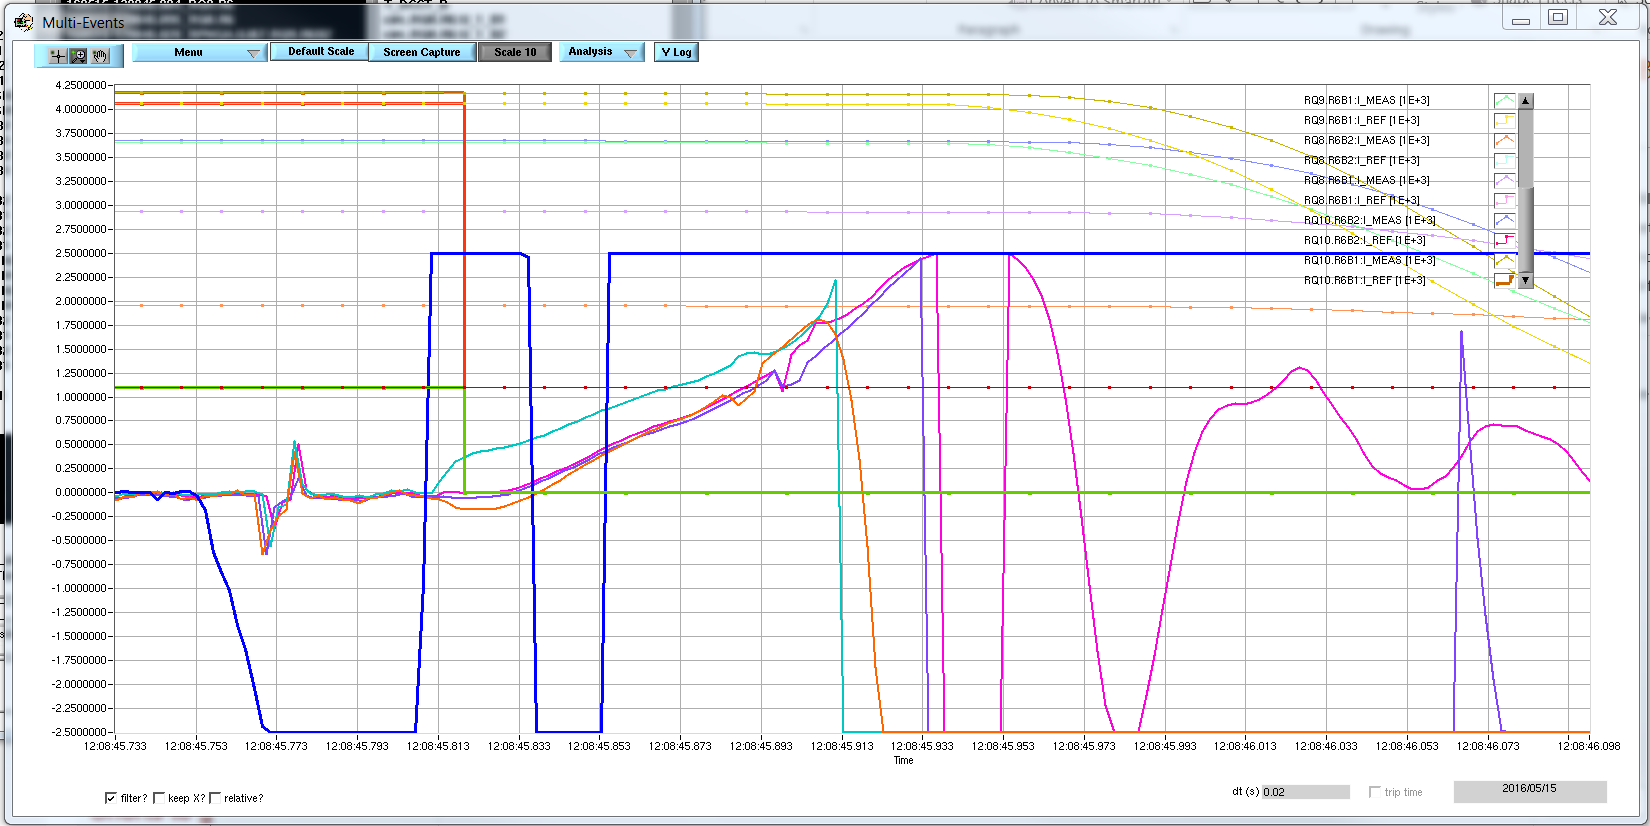 Multi-Events
Menu
Default Scale
Screen Capture
Scale 10
Analysis
V Log
4.2500000
4.0000000
3.7500000
3.5000000
3.2500000
3.0000000
2.7500000
2.5000000
2.2500000
2.0000000
1.7500000
1.5000000
1.2500000
1.0000000
0.7500000
0.5000000
0.2500000
0.0000000
-0.2500000
-0.5000000
-0.7500000
-1.0000000
-1.2500000
-1.5000000
-1.7500000
-2.0000000
-2.2500000
-2.5000000
RQ9.R6B1:I_MEAS [1E+3]
RQ9.R6B1:I_REF [1E+3]
RQ8.R6B2:I_MEAS [1E+3]
RQ8.R6B2:I_REF [1E+3]
RQ8.R6B1:I_MEAS [1E+3]
RQ8.R6B1:I_REF [1E+3]
RQ10.R6B2:I_MEAS [1E+3]
RQ10.R6B2:I_REF [1E+3]
RQ10.R6B1:I_MEAS [1E+3]
RQ10.R6B1:I_REF [1E+3]
12:08:45.733 12:08:45.753 12:08:45.773 12:08:45.793 12:08:45.813 12:08:45.833 12:08:45.853 12:08:45.873 12:08:45.893 12:08:45.913 12:08:45.933 12:08:45.953 12:08:45.973 12:08:45.993 12:08:46.013 12:08:46.033 12:08:46.053 12:08:46.073 12:08:46.098
Time
filter? keep X? relative?
dt (s) 0.02
trip time
2016/05/15